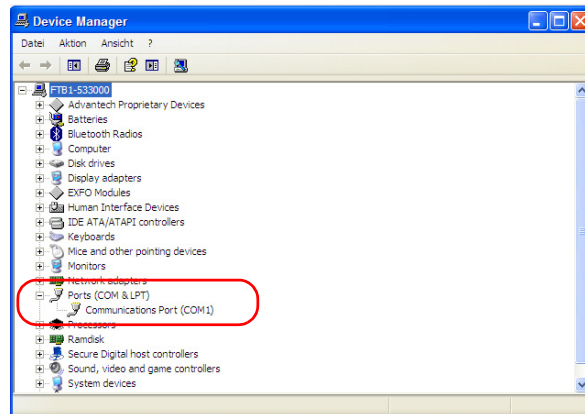 Device Manager
Datei Aktion Ansicht ?
FTB1-533000
Advantech Proprietary Devices
Batteries
Bluetooth Radios
Computer
Disk drives
Display adapters
EXFO Modules
Human Interface Devices
IDE ATA/ATAPI controllers
Keyboards
Mice and other pointing devices
Monitors
Network adapters
Ports (COM & LPT)
Communications Port (COM1)
Processors
Ramdisk
Secure Digital host controllers
Sound, video and game controllers
System devices